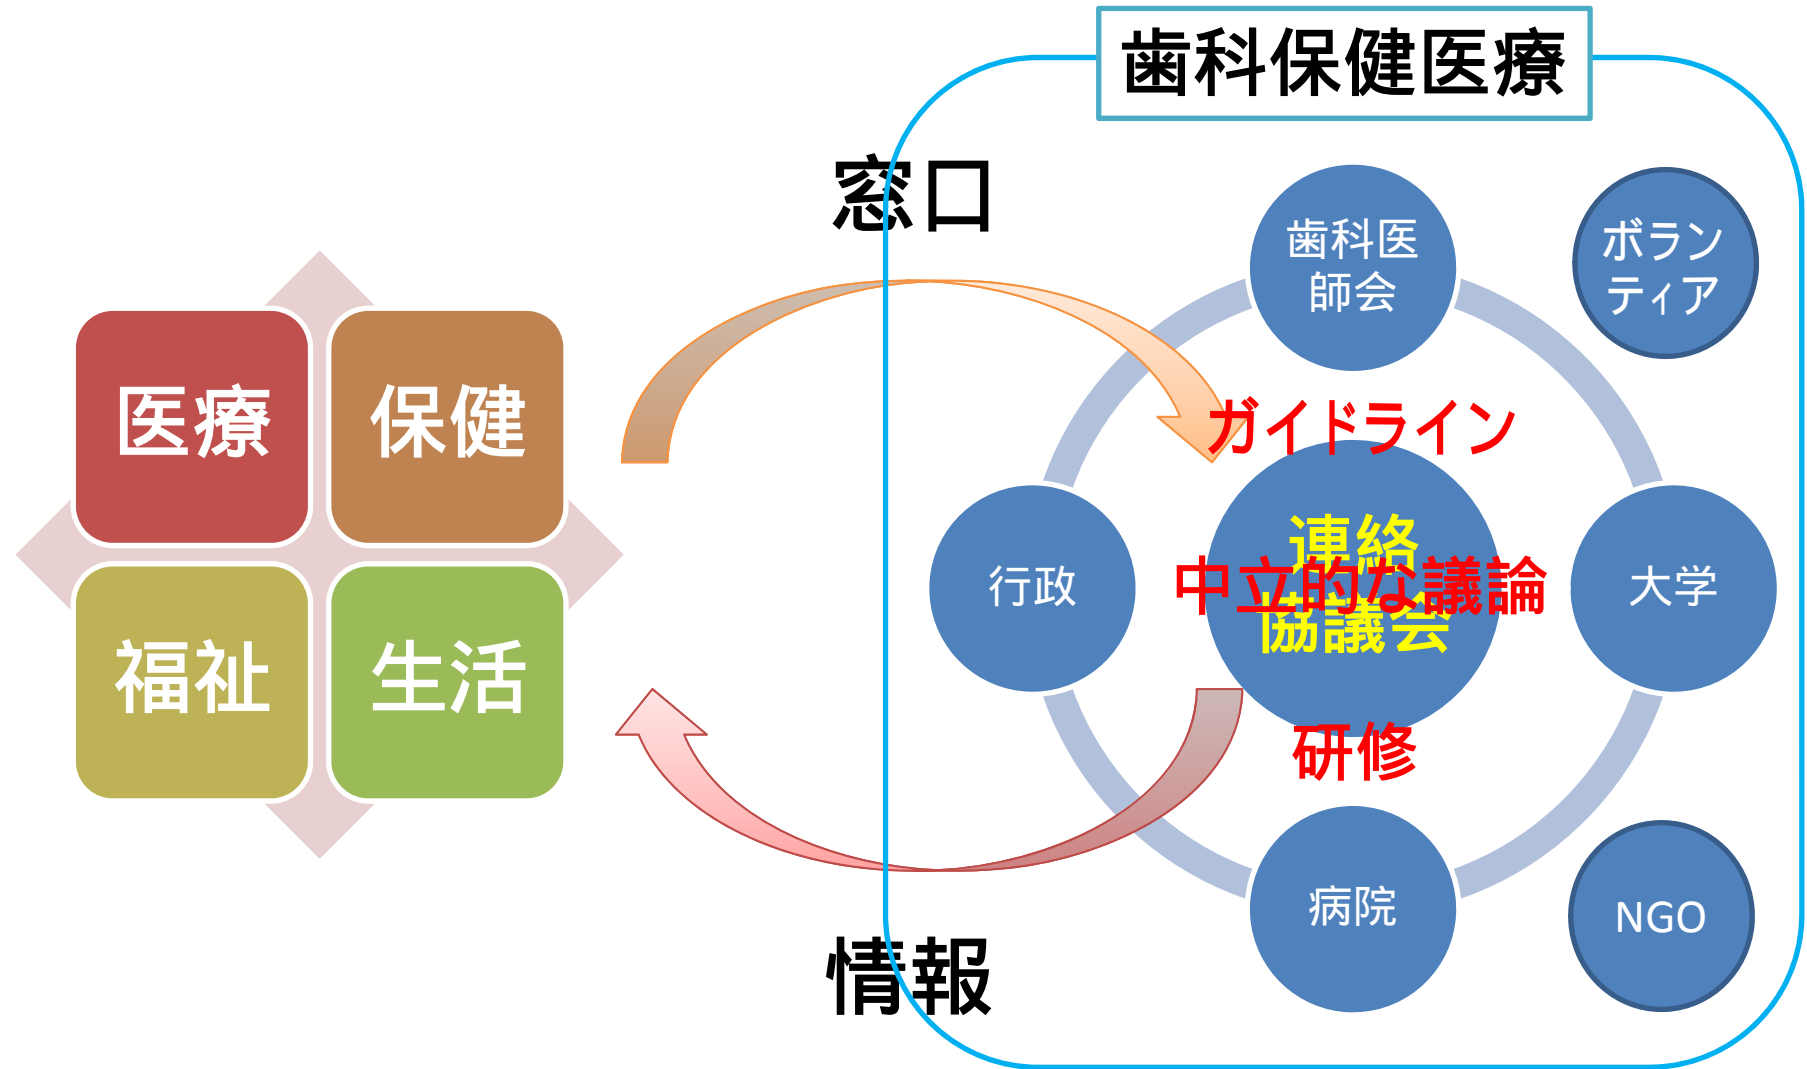 歯科保健医療
窓口
歯科医
師会
ボラン
ティア
医療
保健
ガイドライン
連絡
中立的な議論
協議会
行政
大学
福祉
生活
研修
病院
NGO
情報